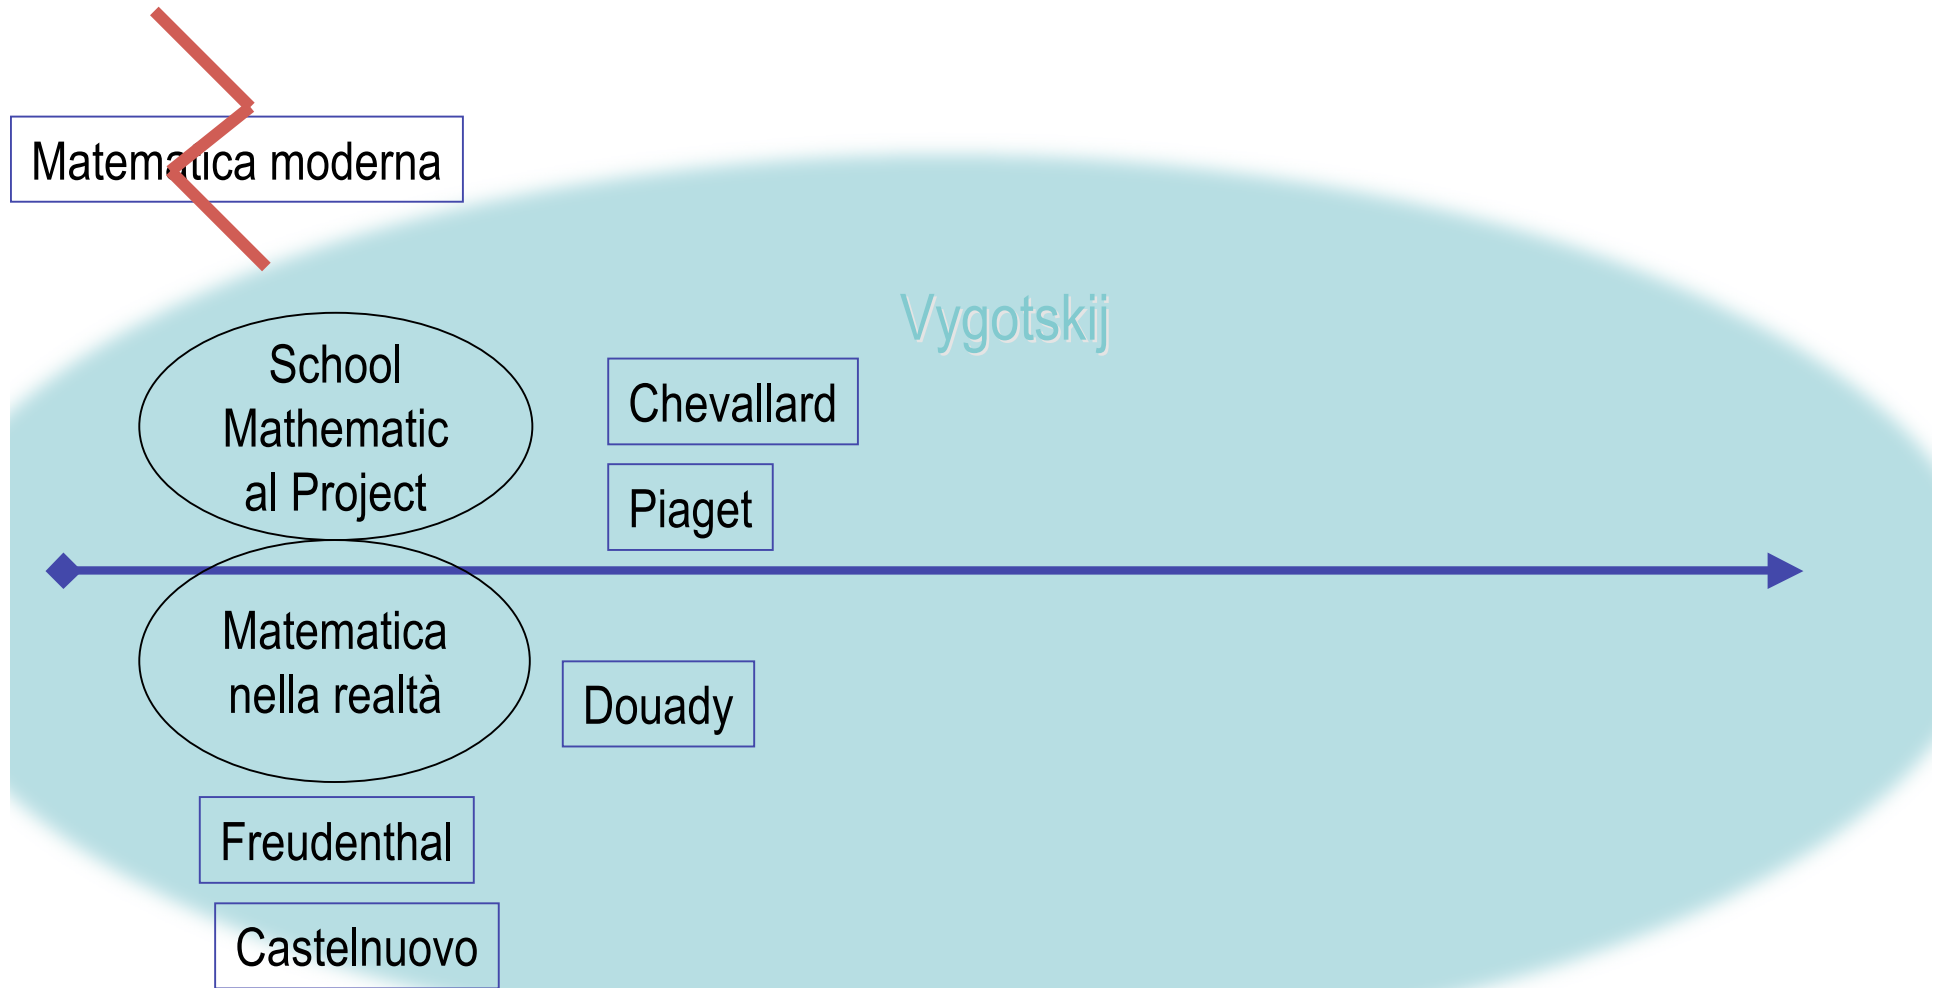 Matematica moderna
Vygotskij
School
Mathematic
al Project
Chevallard
Piaget
Matematica
nella realtà
Douady
Freudenthal
Castelnuovo